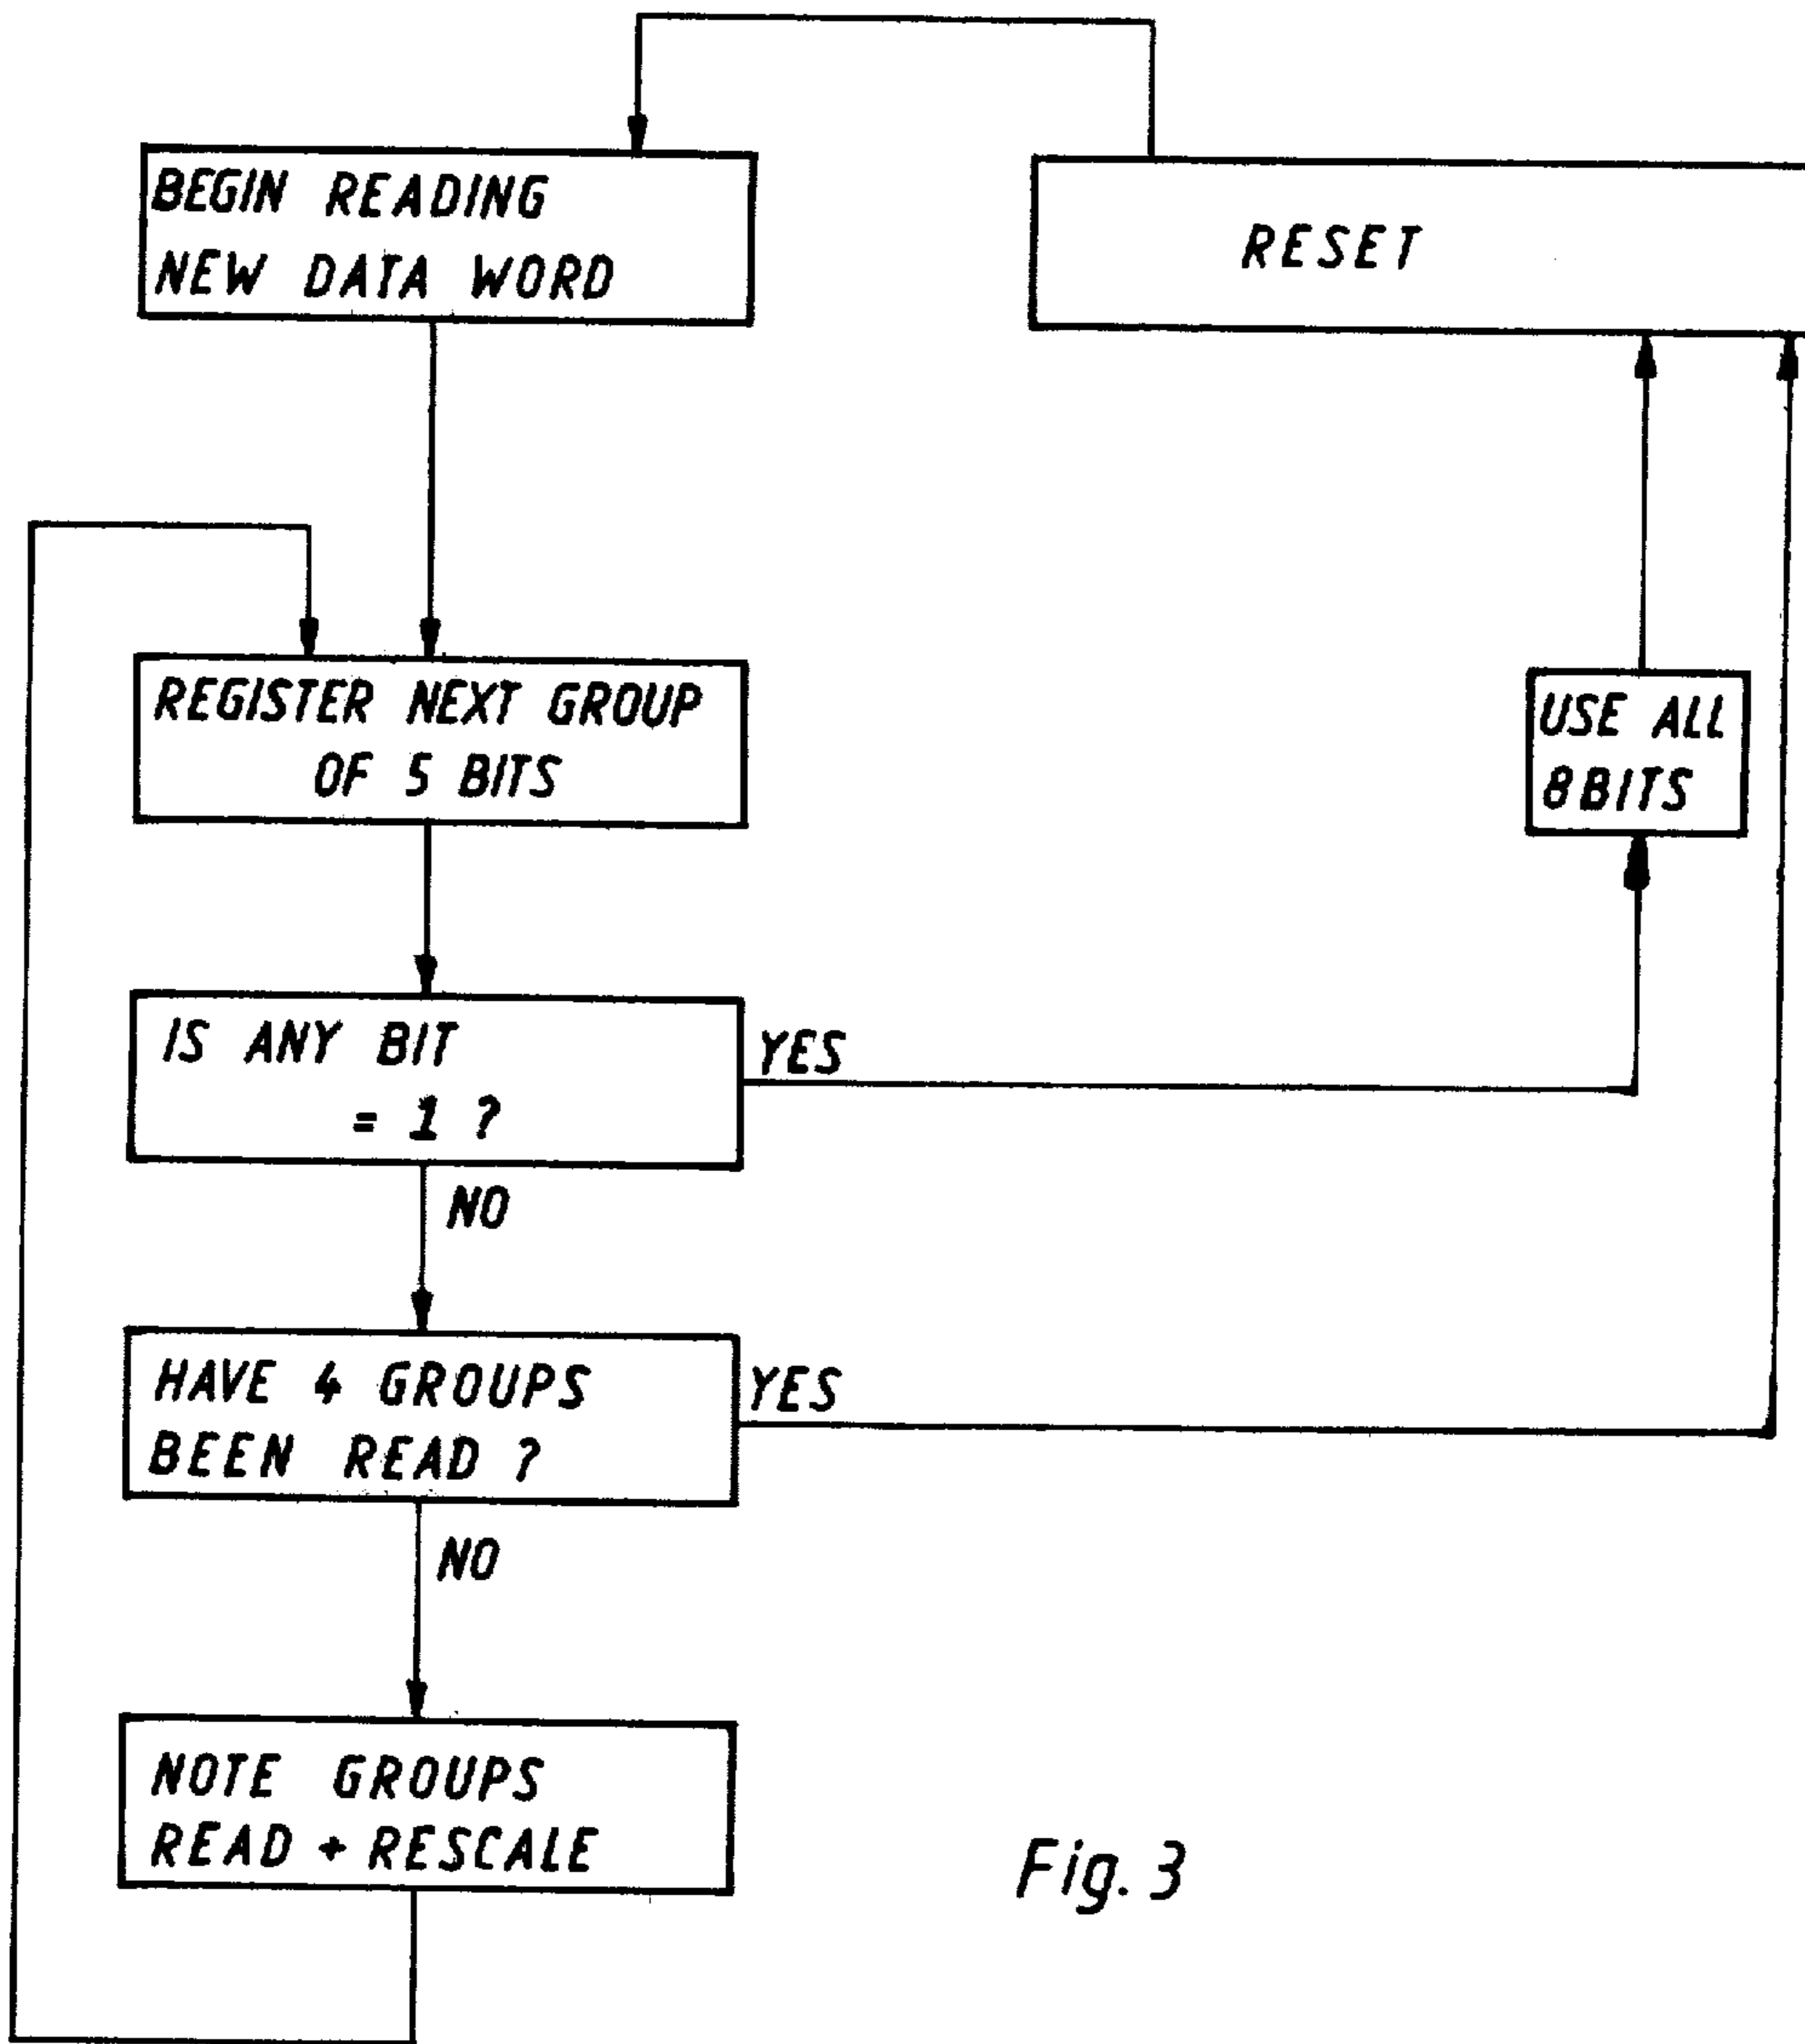 BEGIN READING
NEW DATA WORD
RESET
REGISTER NEXT GROUP
OF 5 BITS
USE ALL
8 BITS
IS ANY BIT
= 1 ?
YES
NO
HAVE 4 GROUPS
BEEN READ ?
YES
NO
NOTE GROUPS
READ + RESCALE
Fig. 3